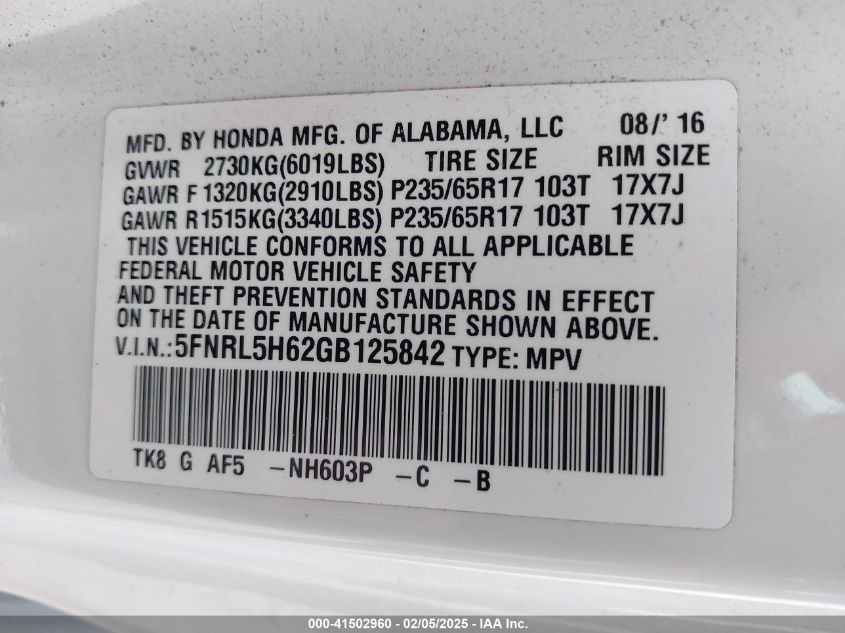 MFD. BY HONDA MFG. OF ALABAMA, LLC 08/'16
GVWR 2730KG(6019LBS) TIRE SIZE RIM SIZE
GAWR F 1320KG(2910LBS) P235/65R17 103T 17X7J
GAWR R1515KG(3340LBS) P235/65R17 103T 17X7J
THIS VEHICLE CONFORMS TO ALL APPLICABLE
FEDERAL MOTOR VEHICLE SAFETY
AND THEFT PREVENTION STANDARDS IN EFFECT
ON THE DATE OF MANUFACTURE SHOWN ABOVE.
V.I.N.:5FNRL5H62GB125842 TYPE: MPV
TK8 G AF5 -NH603P -C -B
000-41502960 - 02/05/2025 - IAA Inc.